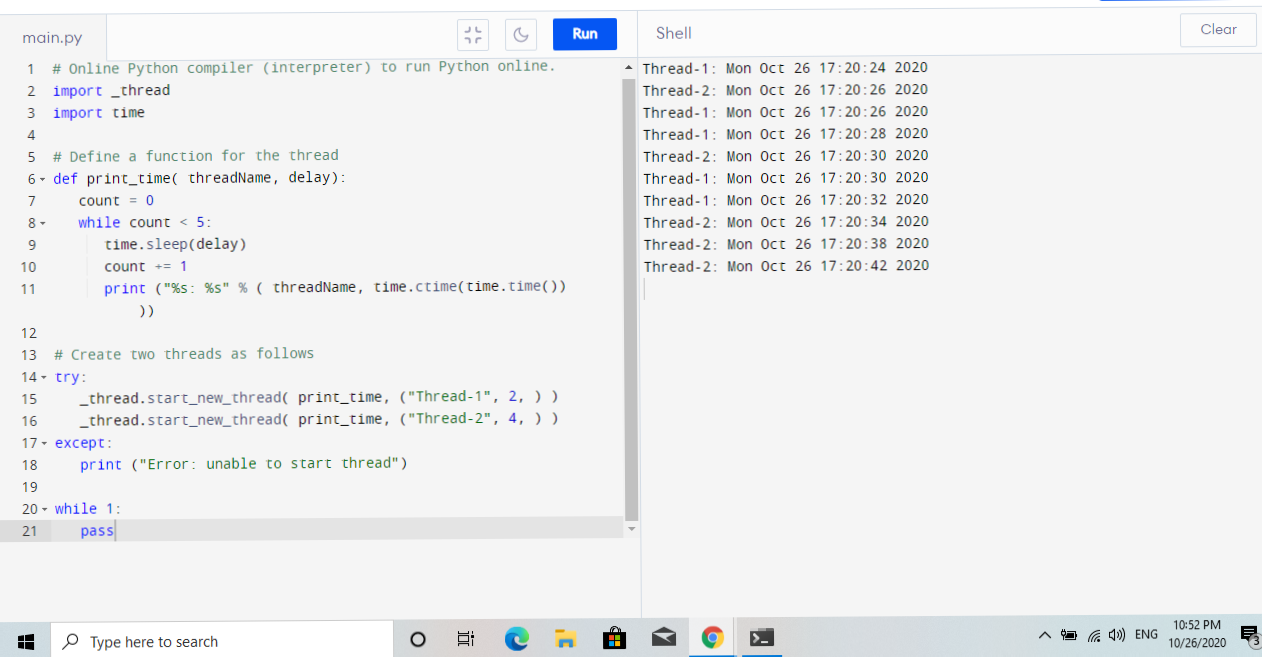 main.py
Run
Shell
Clear
1 # Online Python compiler (interpreter) to run Python online.
2 import _thread
3 import time
4
5 # Define a function for the thread
6 def print_time( threadName, delay):
7 count = 0
8 while count < 5:
9 time.sleep(delay)
10 count += 1
11 print ("%s: %s" % ( threadName, time.ctime(time.time())
))
12
13 # Create two threads as follows
14 try:
15 _thread.start_new_thread( print_time, ("Thread-1", 2, ) )
16 _thread.start_new_thread( print_time, ("Thread-2", 4, ) )
17 except:
18 print ("Error: unable to start thread")
19
20 while 1:
21 pass
Thread-1: Mon Oct 26 17:20:24 2020
Thread-2: Mon Oct 26 17:20:26 2020
Thread-1: Mon Oct 26 17:20:26 2020
Thread-1: Mon Oct 26 17:20:28 2020
Thread-2: Mon Oct 26 17:20:30 2020
Thread-1: Mon Oct 26 17:20:30 2020
Thread-1: Mon Oct 26 17:20:32 2020
Thread-2: Mon Oct 26 17:20:34 2020
Thread-2: Mon Oct 26 17:20:38 2020
Thread-2: Mon Oct 26 17:20:42 2020
Type here to search
ENG
10:52 PM
10/26/2020
3